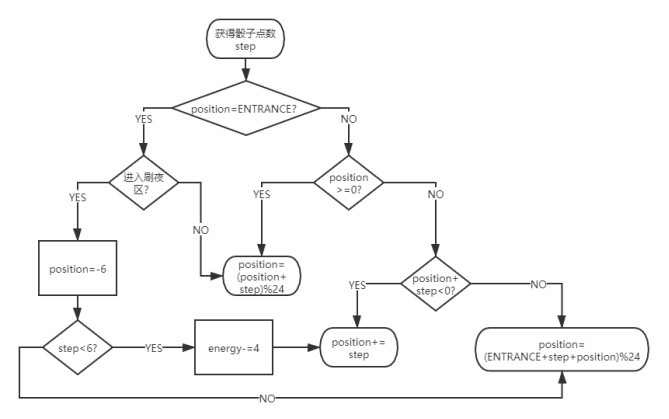 获得骰子点数
step
position=ENTRANCE?
YES
NO
进入刷夜
区?
position
>=0?
YES
NO
YES
NO
position=-6
position=
(position+
step)%24
position+
step<0?
YES
NO
step<6?
YES
energy-=4
position+=
step
position=
(ENTRANCE+step+position)%24
NO